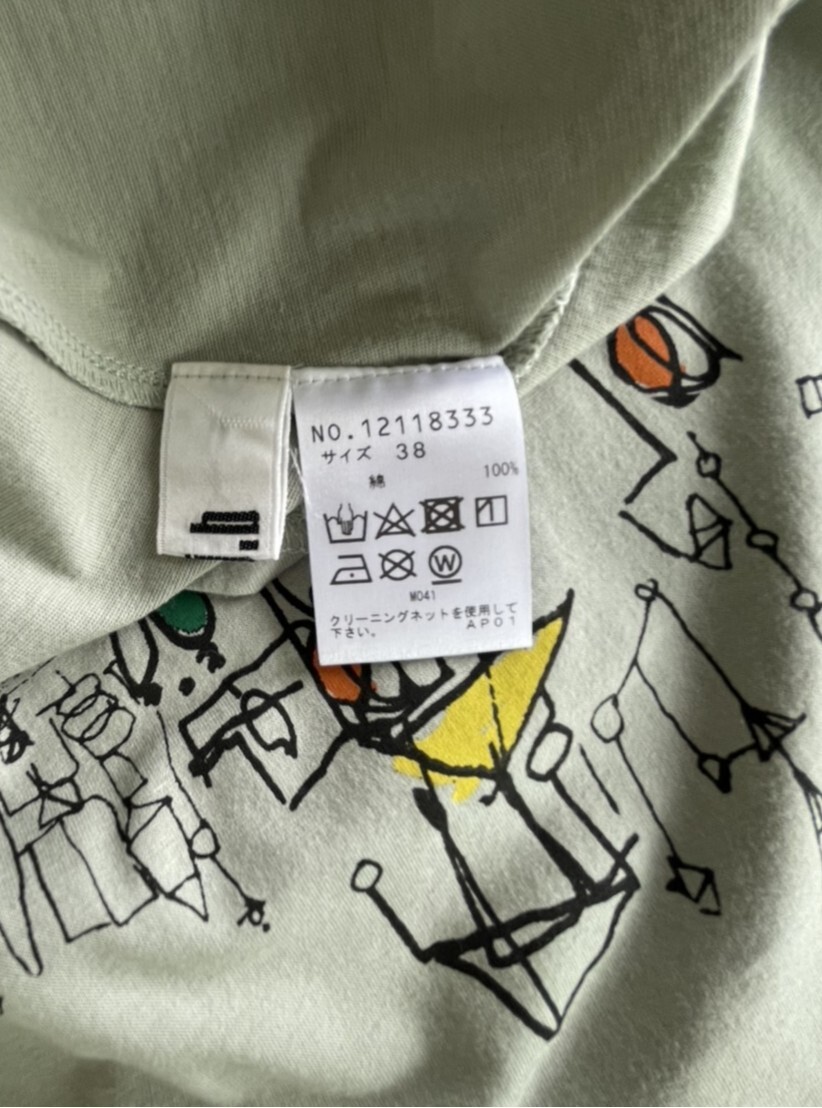 NO.12118333
サイズ 38
綿 100%
W
M041
クリーニングネットを使用して
下さい。 AP01